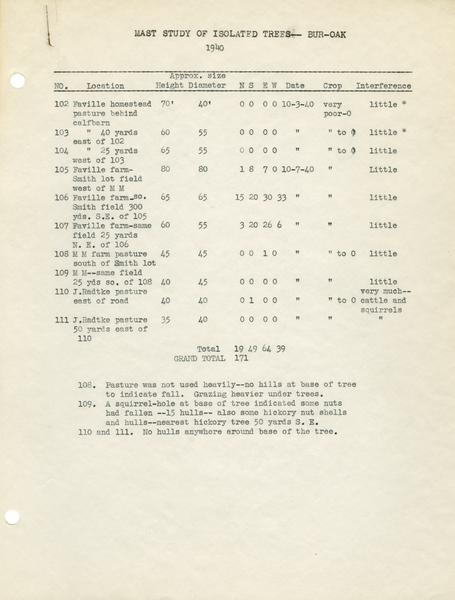 MAST STUDY OF ISOLATED TREES-- BUR-OAK
1940
Approx. size
NO. Location Height Diameter N S E W Date Crop Interference
102 Faville homestead 70' 40' 0 0 0 0 10-3-40 very little *
pasture behind poor-0
calfbarn
103 " 40 yards 60 55 0 0 0 0 " " to 0 little *
east of 102
104 " 25 yards 65 55 0 0 0 0 " " to 0 little
west of 103
105 Faville farm- 80 80 1 8 7 0 10-7-40 " Little
Smith lot field
west of M M
106 Faville farm-so. 65 65 15 20 30 33 " " Little
Smith field 300
yds. S.E. of 105
107 Faville farm-same 60 55 3 20 26 6 " " little
field 25 yards
N. E. of 106
108 M M farm pasture 45 45 0 0 1 0 " " to 0 little
south of Smith lot
109 M M--same field
25 yds so. of 108 40 45 0 0 0 0 " " little
110 J.Radtke pasture very much--
east of road 40 40 0 1 0 0 " " to 0 cattle and
squirrels
111 J.Radtke pasture 35 40 0 0 0 0 " " "
50 yards east of
110
Total 19 49 64 39
GRAND TOTAL 171
108. Pasture was not used heavily--no hills at base of tree
to indicate fall. Grazing heavier under trees.
109. A squirrel-hole at base of tree indicated some nuts
had fallen --15 hulls-- also some hickory nut shells
and hulls--nearest hickory tree 50 yards S. E.
110 and 111. No hulls anywhere around base of the tree.